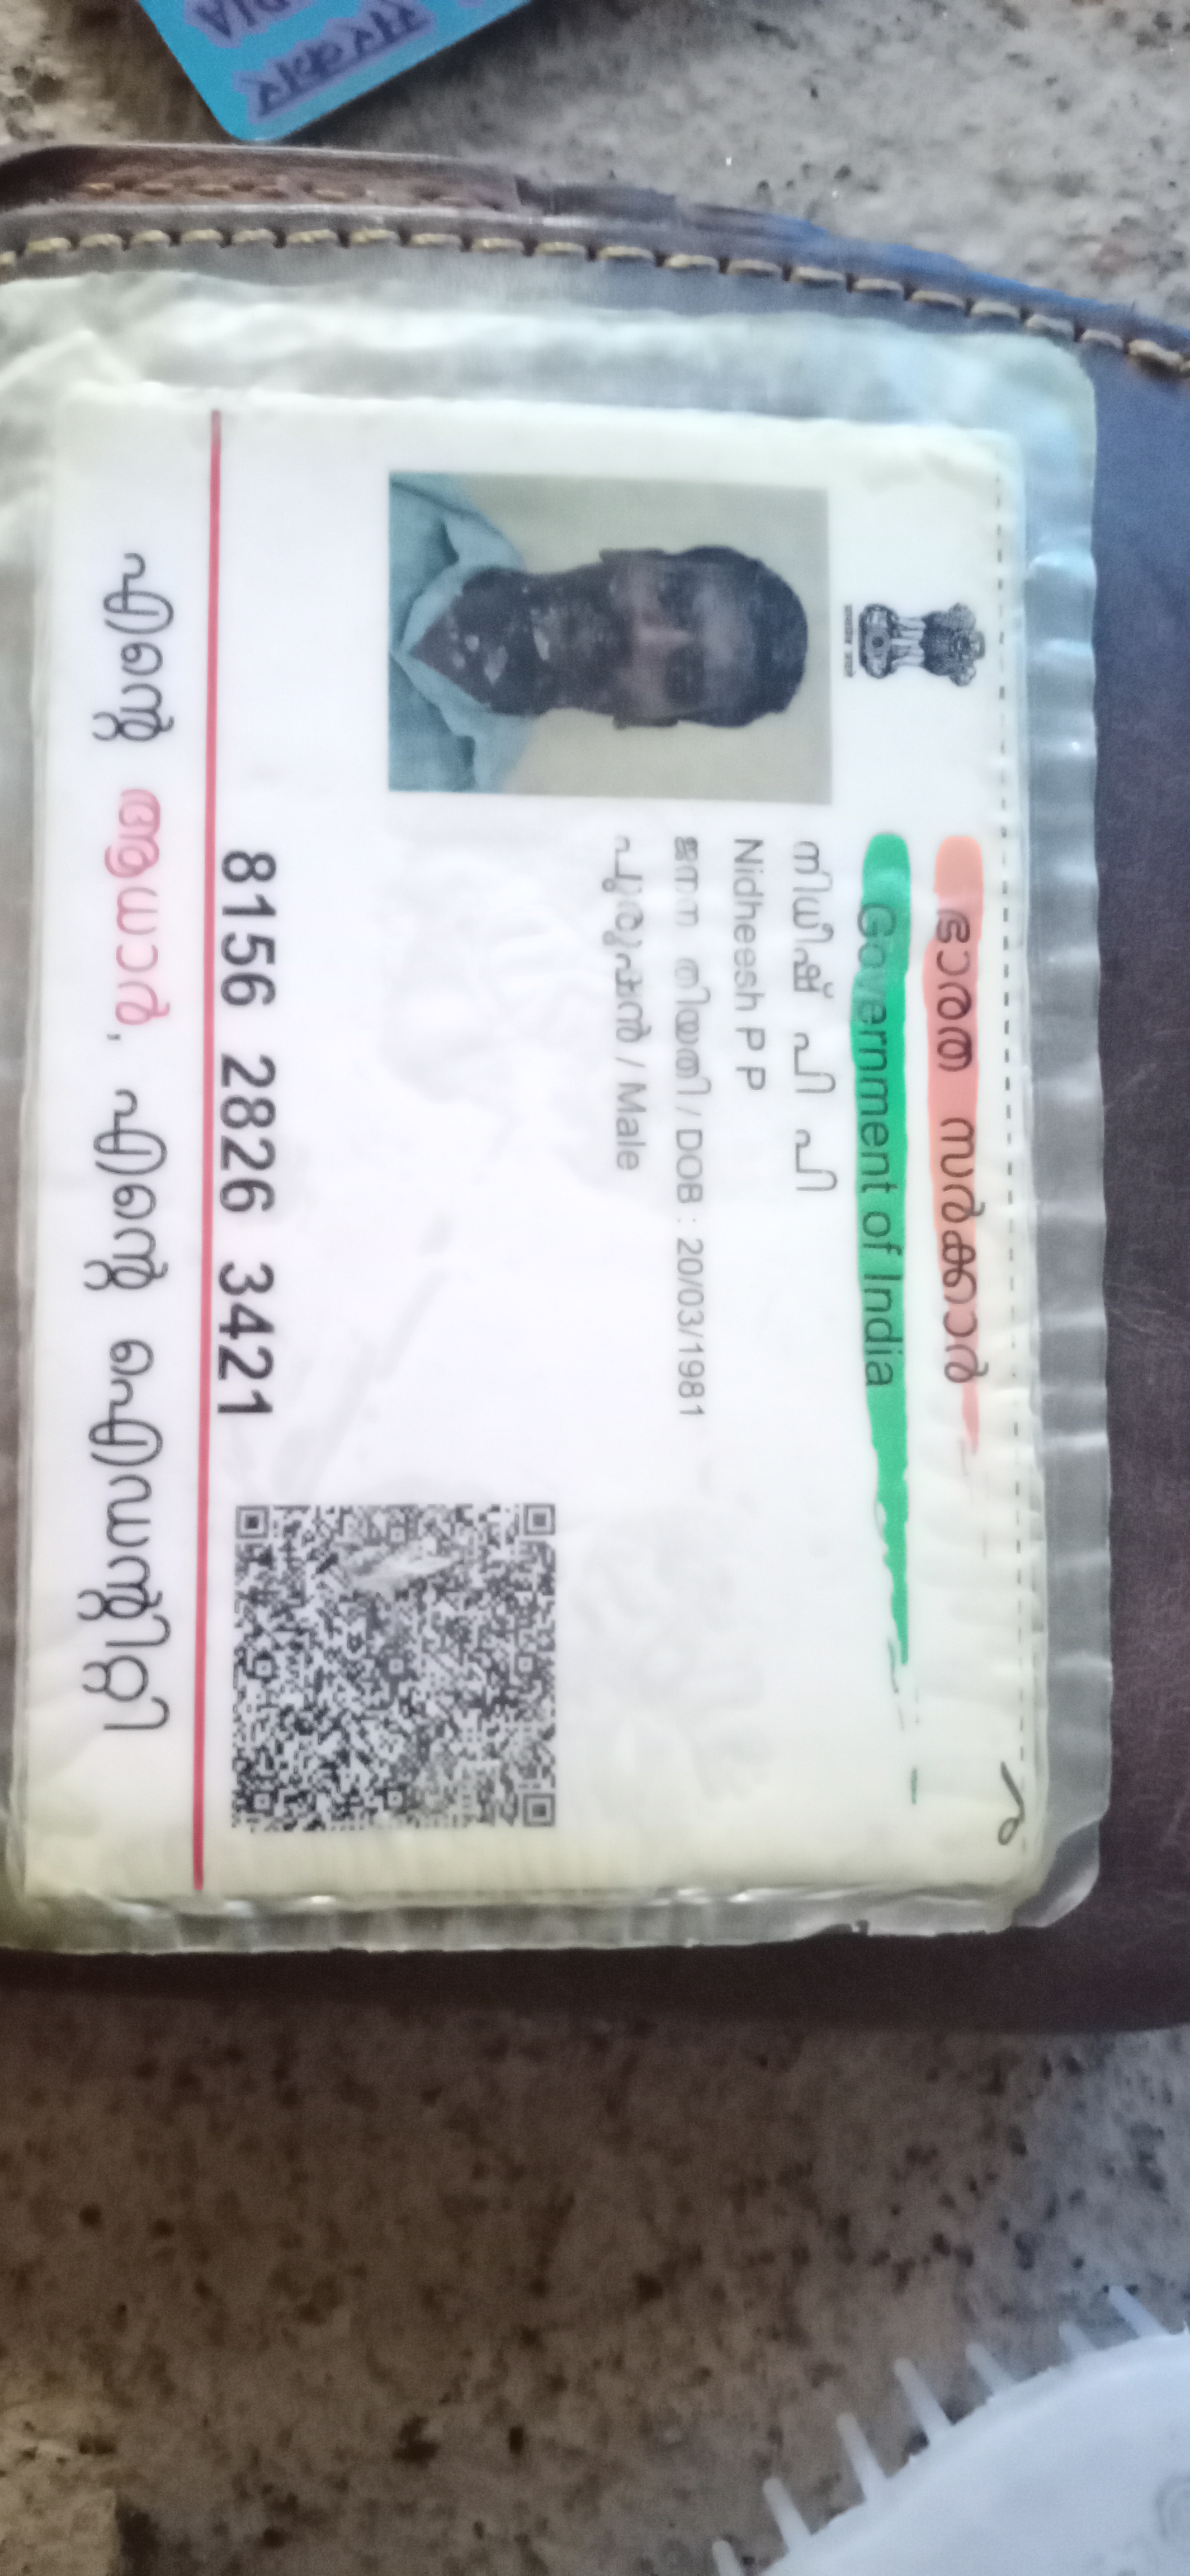 ഭാരത സർക്കാർ
Government of India
നിധീഷ് പി പി
Nidheesh P P
ജനന തിയതി / DOB : 20/03/1981
പുരുഷൻ / Male
8156 2826 3421
എന്റെ ആധാർ, എന്റെ ഐഡന്റിറ്റി